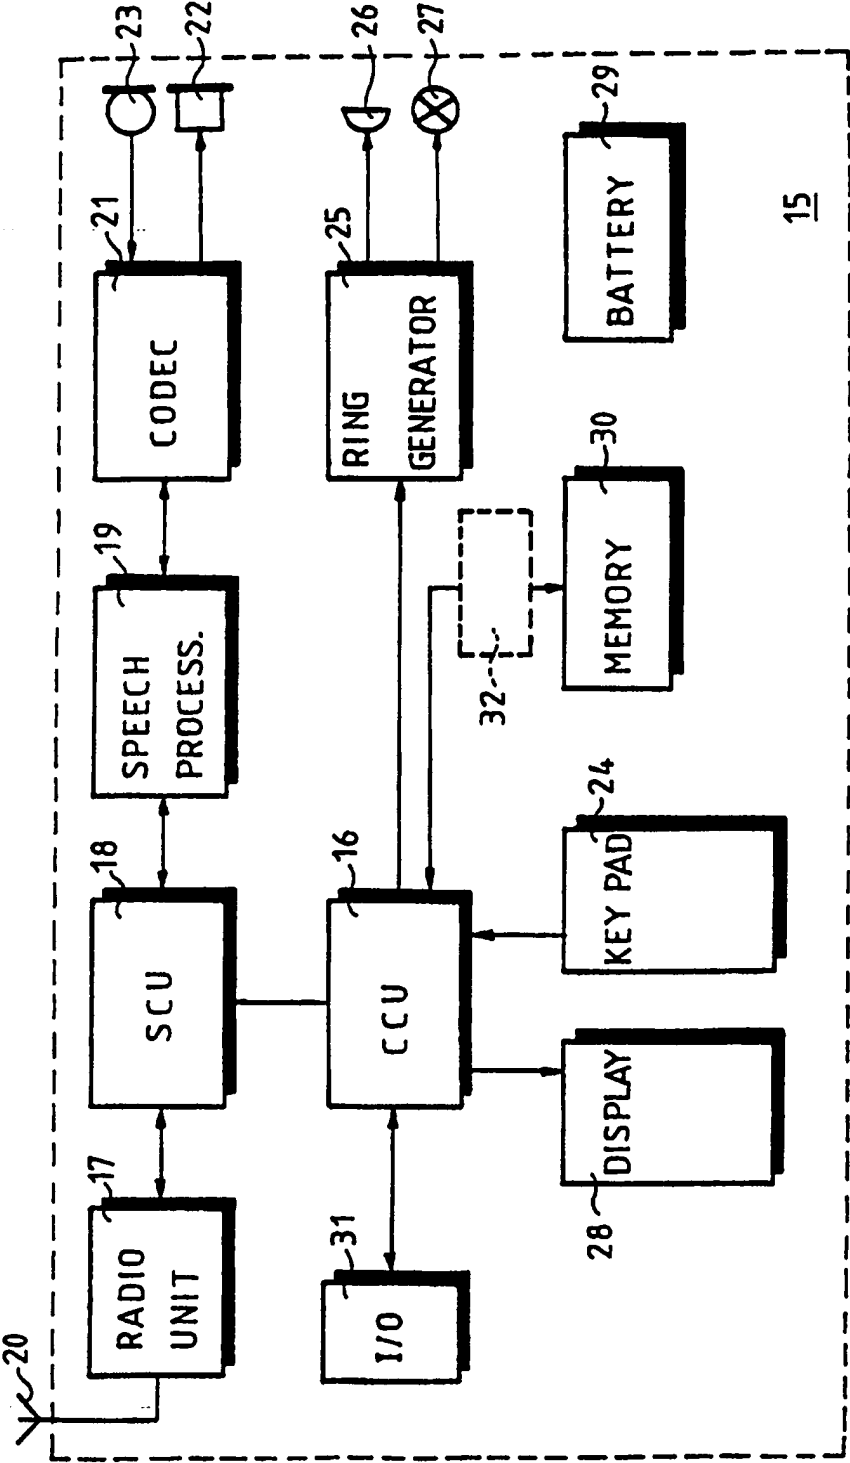 20
17
18
19
21
23
22
RADIO
UNIT
SCU
SPEECH
PROCESS.
CODEC
31
16
25
26
27
I/O
CCU
RING
GENERATOR
32
28
24
30
29
DISPLAY
KEY PAD
MEMORY
BATTERY
15